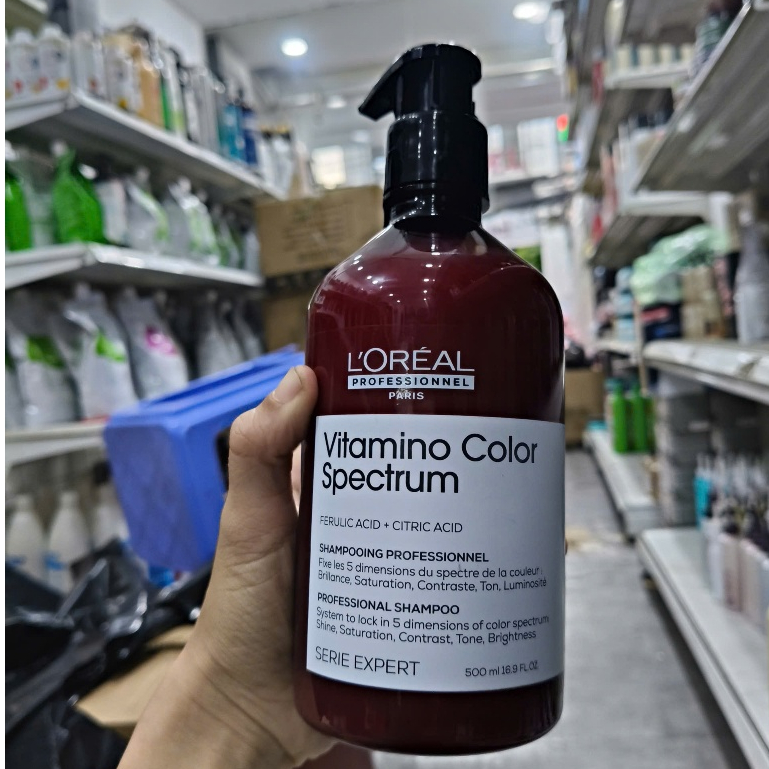 L'ORÉAL
PROFESSIONNEL
PARIS
Vitamino Color
Spectrum
FERULIC ACID + CITRIC ACID
SHAMPOOING PROFESSIONNEL
Fixe les 5 dimensions du spectre de la couleur :
Brillance, Saturation, Contraste, Ton, Luminosité
PROFESSIONAL SHAMPOO
System to lock in 5 dimensions of color spectrum
Shine, Saturation, Contrast, Tone, Brightness
SERIE EXPERT
500 ml 16.9 FL.OZ